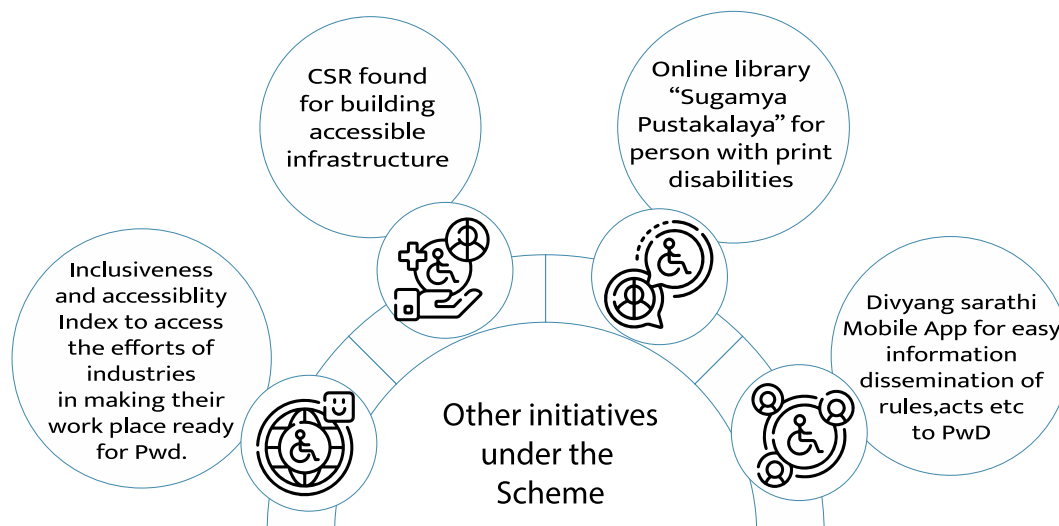 CSR found
for building
accessible
infrastructure
Online library
“Sugamya
Pustakalaya” for
person with print
disabilities
Inclusiveness
and accessiblity
Index to access
the efforts of
industries
in making their
work place ready
for Pwd.
Divyang sarathi
Mobile App for easy
information
dissemination of
rules,acts etc
to PwD
Other initiatives
under the
Scheme